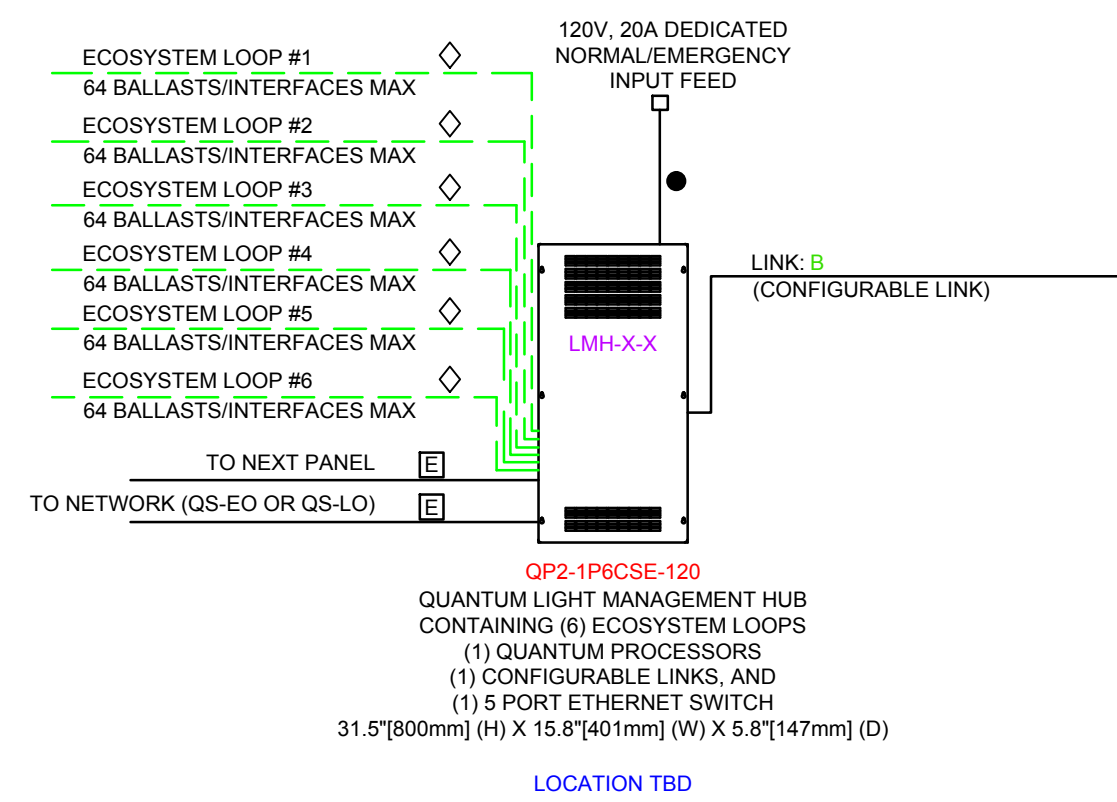 120V, 20A DEDICATED
NORMAL/EMERGENCY
INPUT FEED
ECOSYSTEM LOOP #1
64 BALLASTS/INTERFACES MAX
ECOSYSTEM LOOP #2
64 BALLASTS/INTERFACES MAX
ECOSYSTEM LOOP #3
64 BALLASTS/INTERFACES MAX
ECOSYSTEM LOOP #4
64 BALLASTS/INTERFACES MAX
ECOSYSTEM LOOP #5
64 BALLASTS/INTERFACES MAX
ECOSYSTEM LOOP #6
64 BALLASTS/INTERFACES MAX
TO NEXT PANEL E
TO NETWORK (QS-EO OR QS-LO) E
LMH-X-X
LINK: B
(CONFIGURABLE LINK)
QP2-1P6CSE-120
QUANTUM LIGHT MANAGEMENT HUB
CONTAINING (6) ECOSYSTEM LOOPS
(1) QUANTUM PROCESSORS
(1) CONFIGURABLE LINKS, AND
(1) 5 PORT ETHERNET SWITCH
31.5"[800mm] (H) X 15.8"[401mm] (W) X 5.8"[147mm] (D)
LOCATION TBD